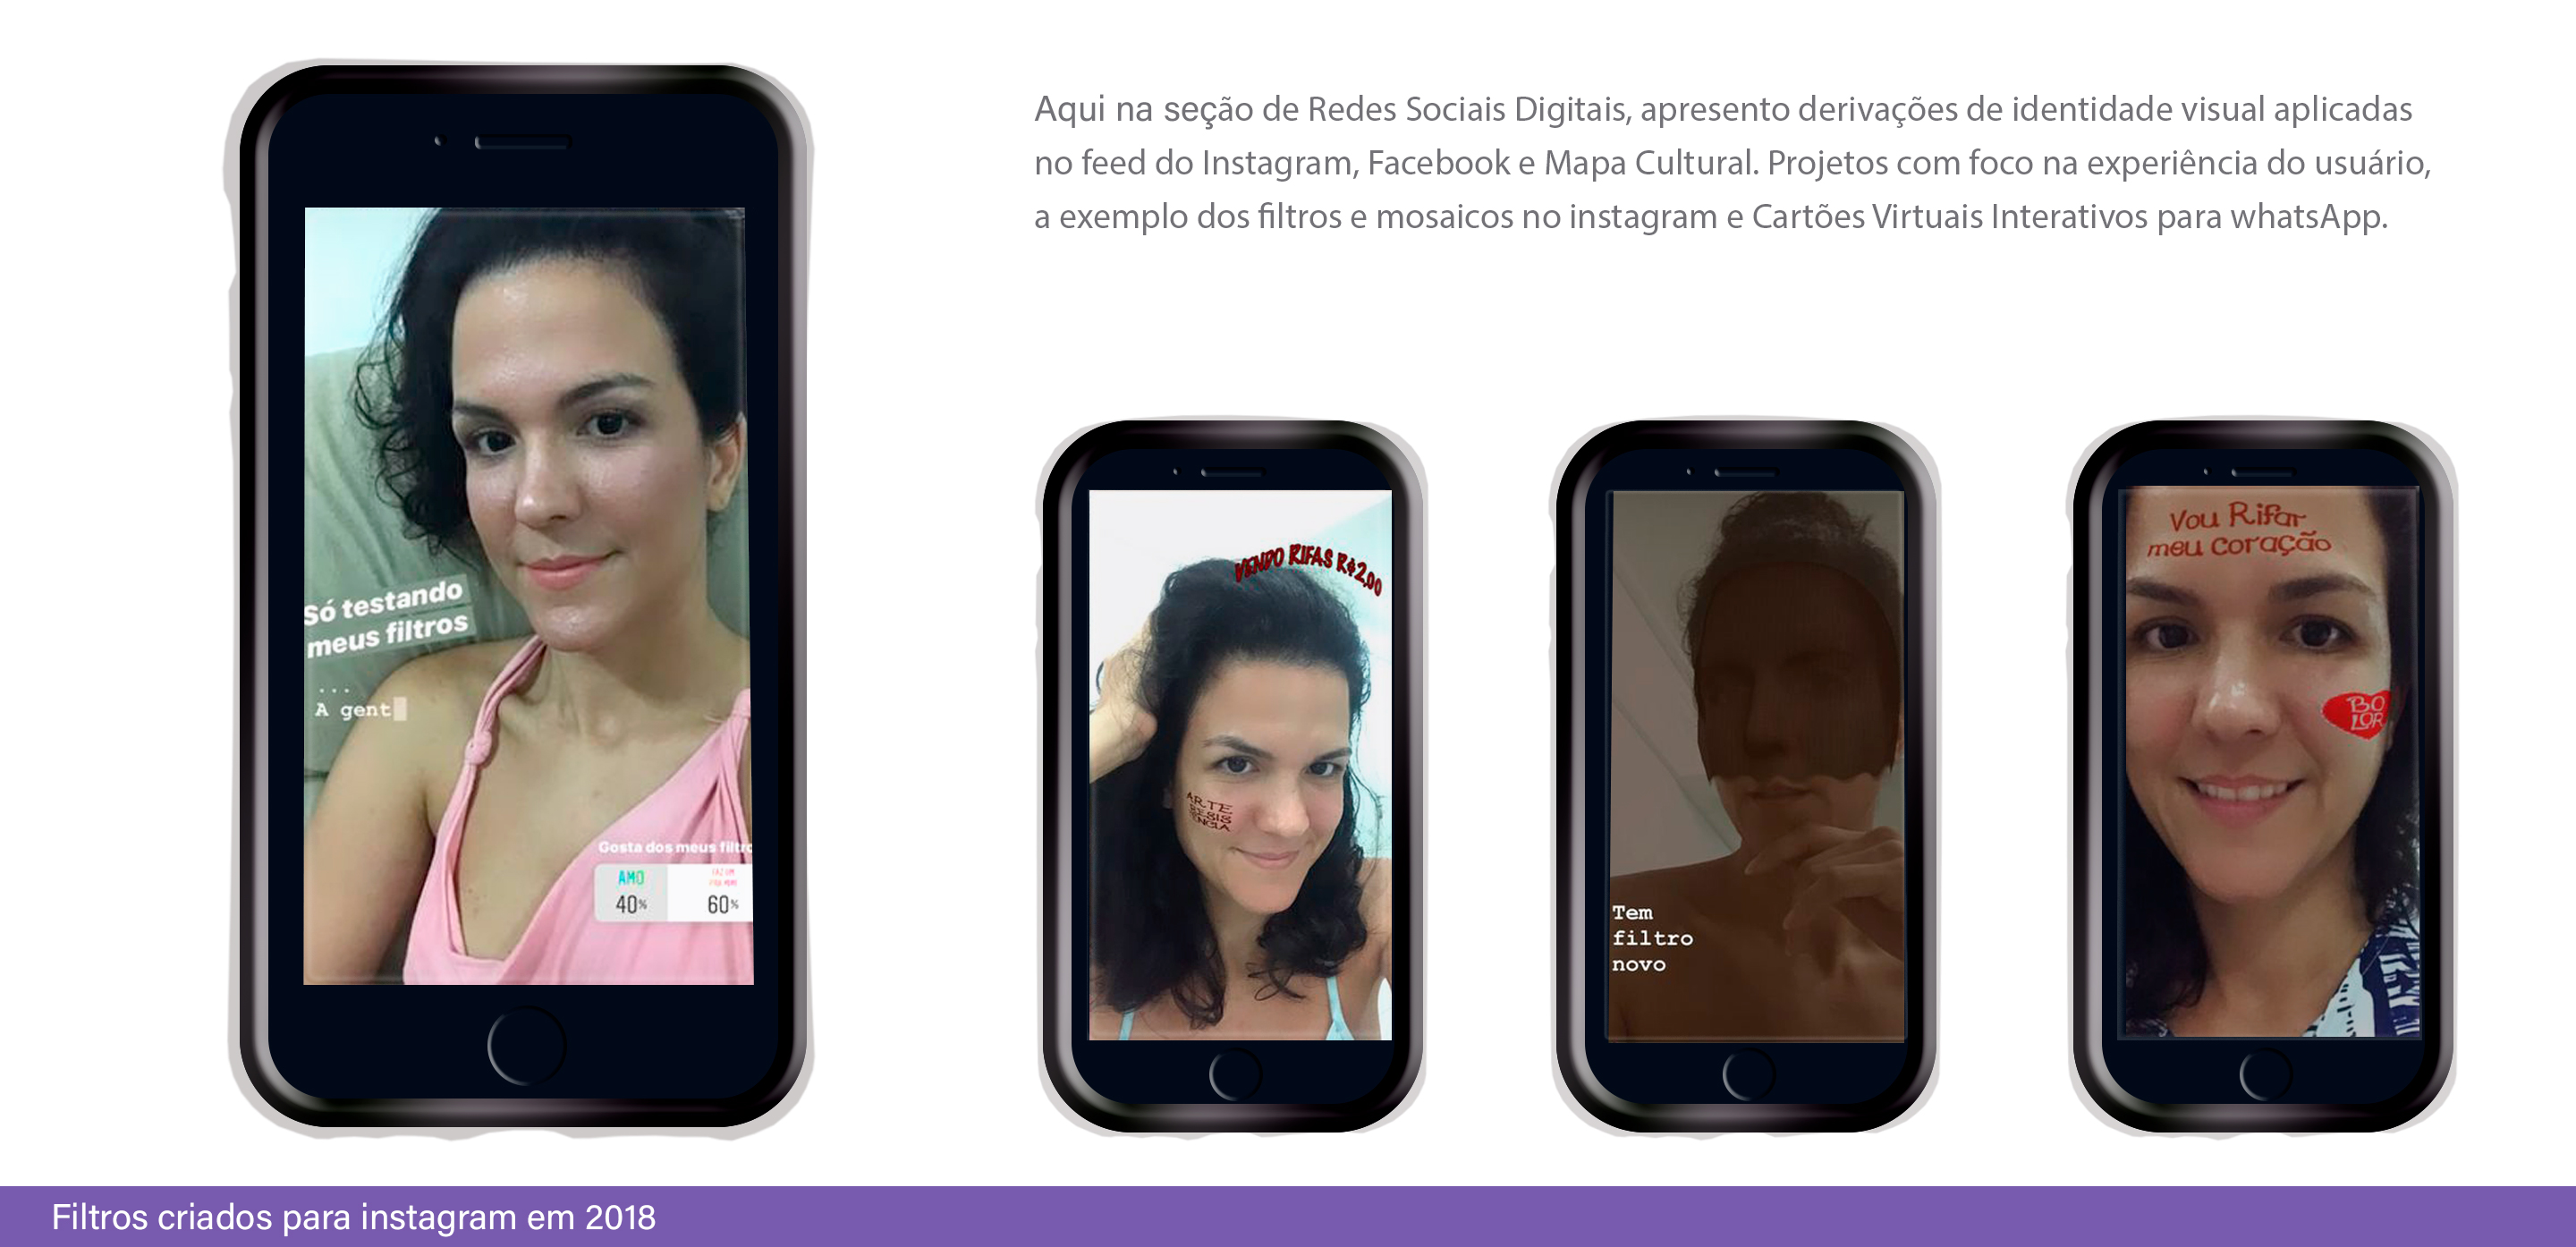 Aqui na seção de Redes Sociais Digitais, apresento derivações de identidade visual aplicadas
no feed do Instagram, Facebook e Mapa Cultural. Projetos com foco na experiência do usuário,
a exemplo dos filtros e mosaicos no instagram e Cartões Virtuais Interativos para whatsApp.
Só testando
meus filtros
...
A gent
Gosta dos meus filtro
AMO
40% 60%
VENDO RIFAS R$2,00
ARTE
RESIS
TENCIA
Tem
filtro
novo
Vou Rifar
meu coração
BO
LOR
Filtros criados para instagram em 2018